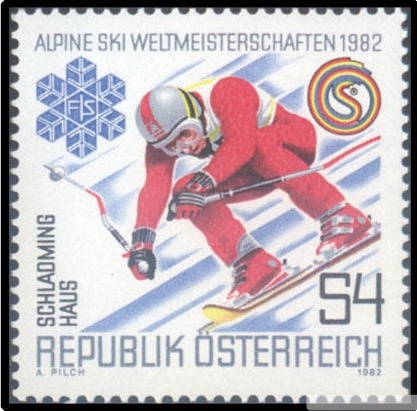 ALPINE SKI WELTMEISTERSCHAFTEN 1982
FIS
S
SCHLADMING
HAUS
S4
REPUBLIK ÖSTERREICH
A. PILCH 1982